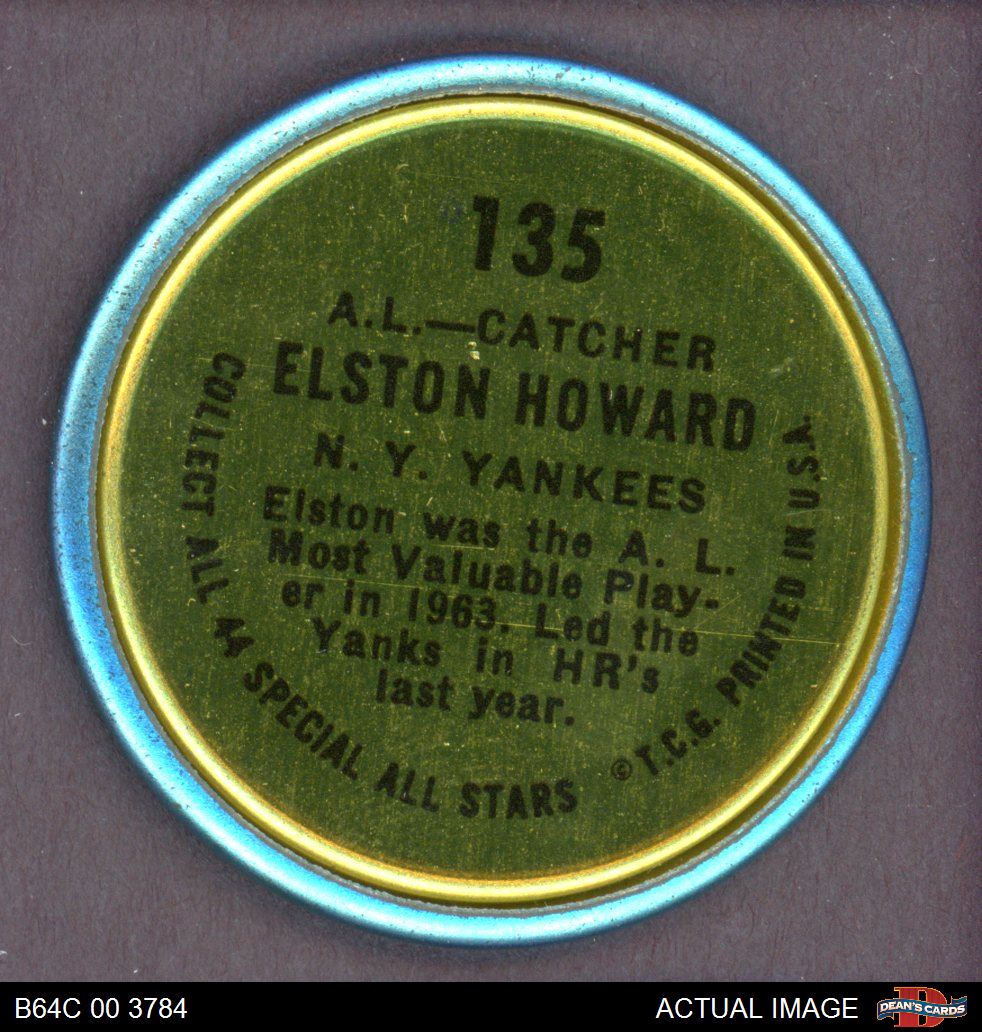 135
A.L.—CATCHER
ELSTON HOWARD
N. Y. YANKEES
Elston was the A. L.
Most Valuable Play-
er in 1963. Led the
Yanks in HR's
last year.
COLLECT ALL 44 SPECIAL ALL STARS
© T.C.G. PRINTED IN U.S.A.
B64C 00 3784
ACTUAL IMAGE
DEAN'S CARDS